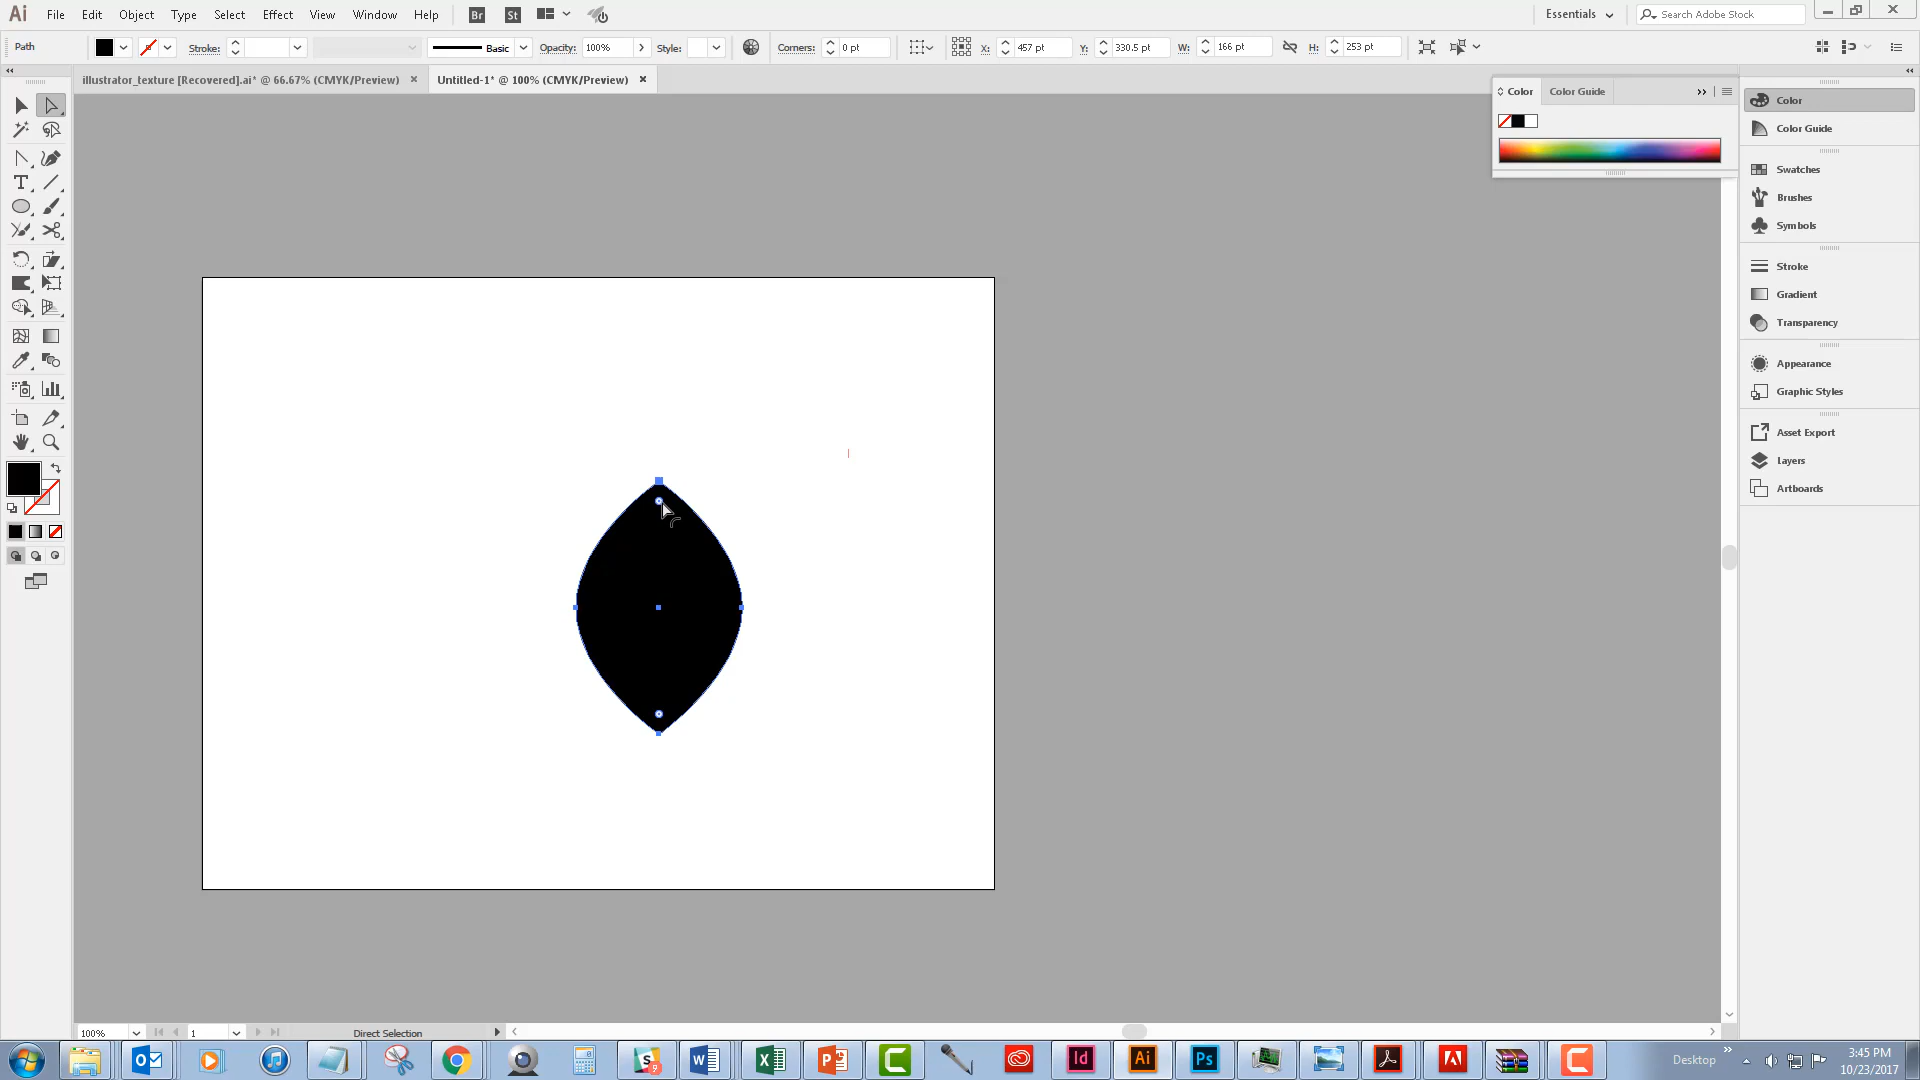 Ai File Edit Object Type Select Effect View Window Help Br St Essentials Search Adobe Stock
Path Stroke: Basic Opacity: 100% Style: Corners: 0 pt X: 457 pt Y: 330.5 pt W: 166 pt H: 253 pt
illustrator_texture [Recovered].ai* @ 66.67% (CMYK/Preview) Untitled-1* @ 100% (CMYK/Preview)
Color Color Guide
Color
Color Guide
Swatches
Brushes
Symbols
Stroke
Gradient
Transparency
Appearance
Graphic Styles
Asset Export
Layers
Artboards
100% 1 Direct Selection
Desktop
3:45 PM
10/23/2017